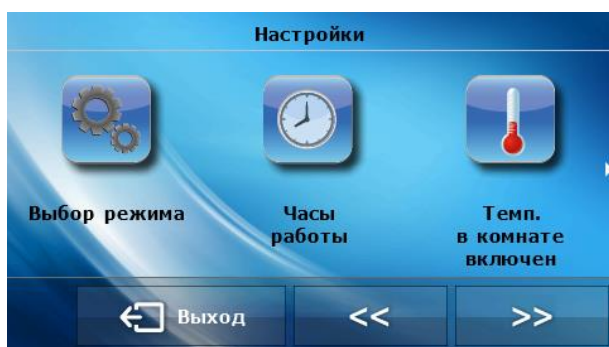 Настройки
Выбор режима
Часы
работы
Темп.
в комнате
включен
Выход
<<
>>